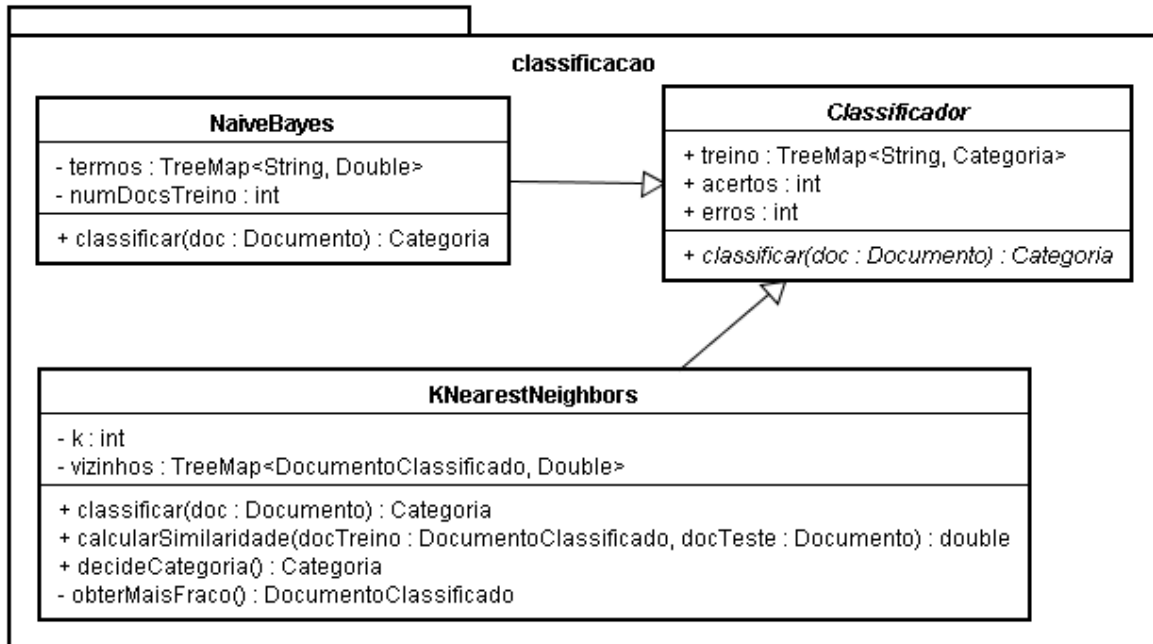 classificacao
NaiveBayes
- termos : TreeMap<String, Double>
- numDocsTreino : int
+ classificar(doc : Documento) : Categoria
Classificador
+ treino : TreeMap<String, Categoria>
+ acertos : int
+ erros : int
+ classificar(doc : Documento) : Categoria
KNearestNeighbors
- k : int
- vizinhos : TreeMap<DocumentoClassificado, Double>
+ classificar(doc : Documento) : Categoria
+ calcularSimilaridade(docTreino : DocumentoClassificado, docTeste : Documento) : double
+ decideCategoria() : Categoria
- obterMaisFraco() : DocumentoClassificado